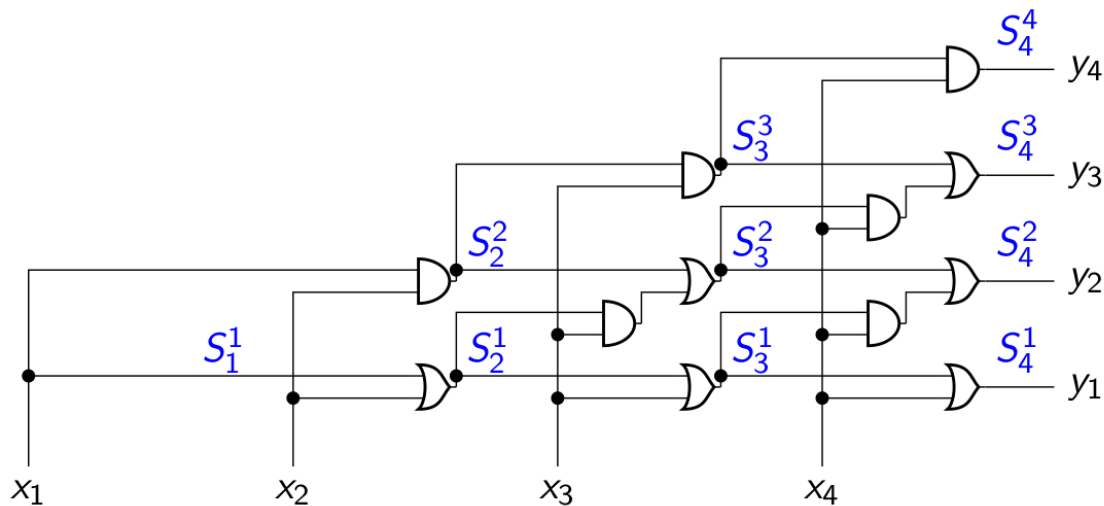 S_4^4
y_4
S_3^3
S_4^3
y_3
S_2^2
S_3^2
S_4^2
y_2
S_1^1
S_2^1
S_3^1
S_4^1
y_1
x_1 x_2 x_3 x_4